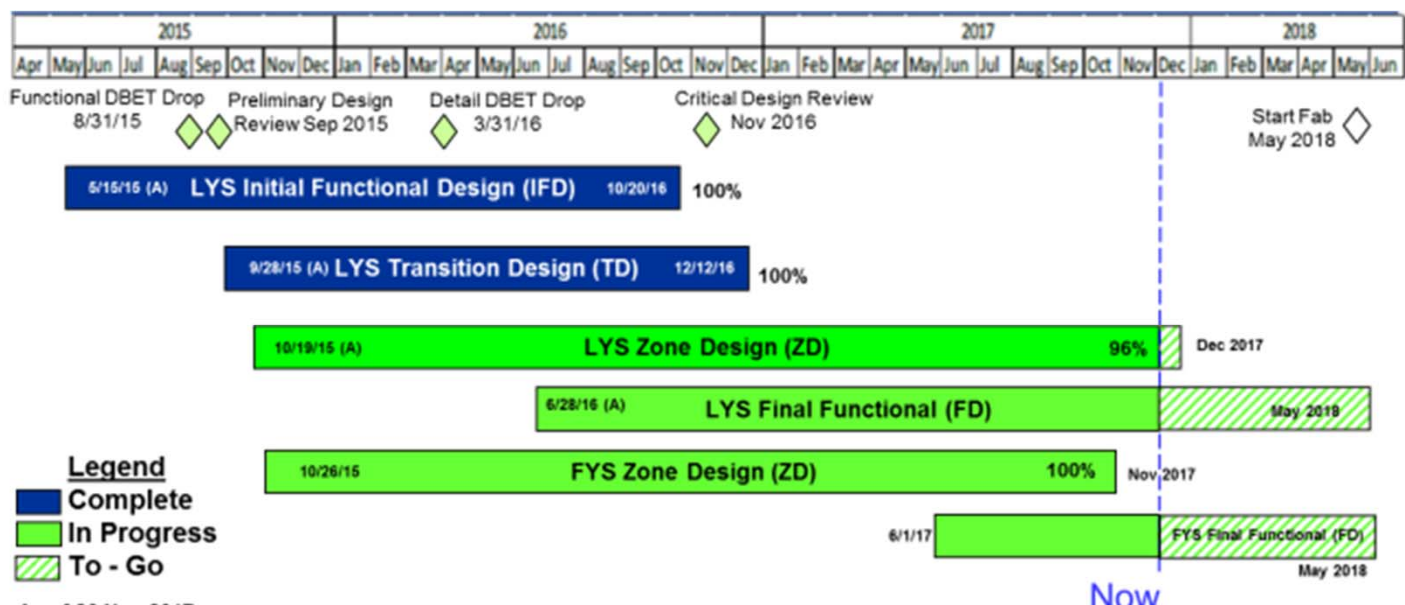 2015 2016 2017 2018
Apr May Jun Jul Aug Sep Oct Nov Dec Jan Feb Mar Apr May Jun Jul Aug Sep Oct Nov Dec Jan Feb Mar Apr May Jun Jul Aug Sep Oct Nov Dec Jan Feb Mar Apr May Jun
Functional DBET Drop
8/31/15
Preliminary Design
Review Sep 2015
Detail DBET Drop
3/31/16
Critical Design Review
Nov 2016
Start Fab
May 2018
5/15/15 (A) LYS Initial Functional Design (IFD) 10/20/16 100%
9/28/15 (A) LYS Transition Design (TD) 12/12/16 100%
10/19/15 (A) LYS Zone Design (ZD) 96% Dec 2017
6/28/16 (A) LYS Final Functional (FD) May 2018
10/26/15 FYS Zone Design (ZD) 100% Nov 2017
6/1/17 FYS Final Functional (FD)
May 2018
Legend
Complete
In Progress
To - Go
Now